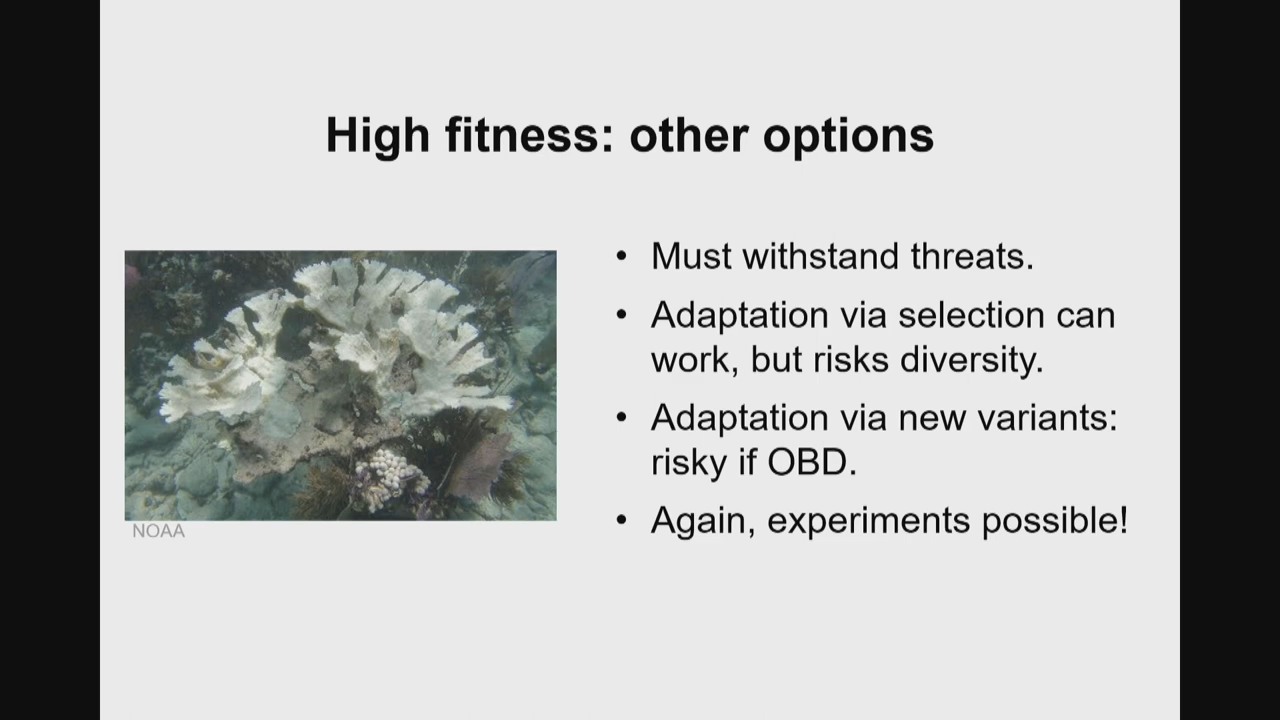 High fitness: other options
• Must withstand threats.
• Adaptation via selection can
work, but risks diversity.
• Adaptation via new variants:
risky if OBD.
• Again, experiments possible!
NOAA